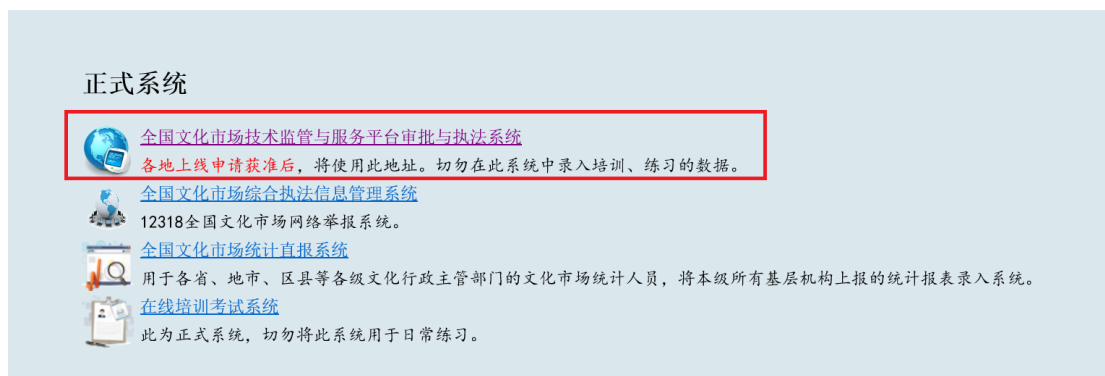 正式系统
全国文化市场技术监管与服务平台审批与执法系统
各地上线申请获准后，将使用此地址。切勿在此系统中录入培训、练习的数据。
全国文化市场综合执法信息管理系统
12318全国文化市场网络举报系统。
全国文化市场统计直报系统
用于各省、地市、区县等各级文化行政主管部门的文化市场统计人员，将本级所有基层机构上报的统计报表录入系统。
在线培训考试系统
此为正式系统，切勿将此系统用于日常练习。